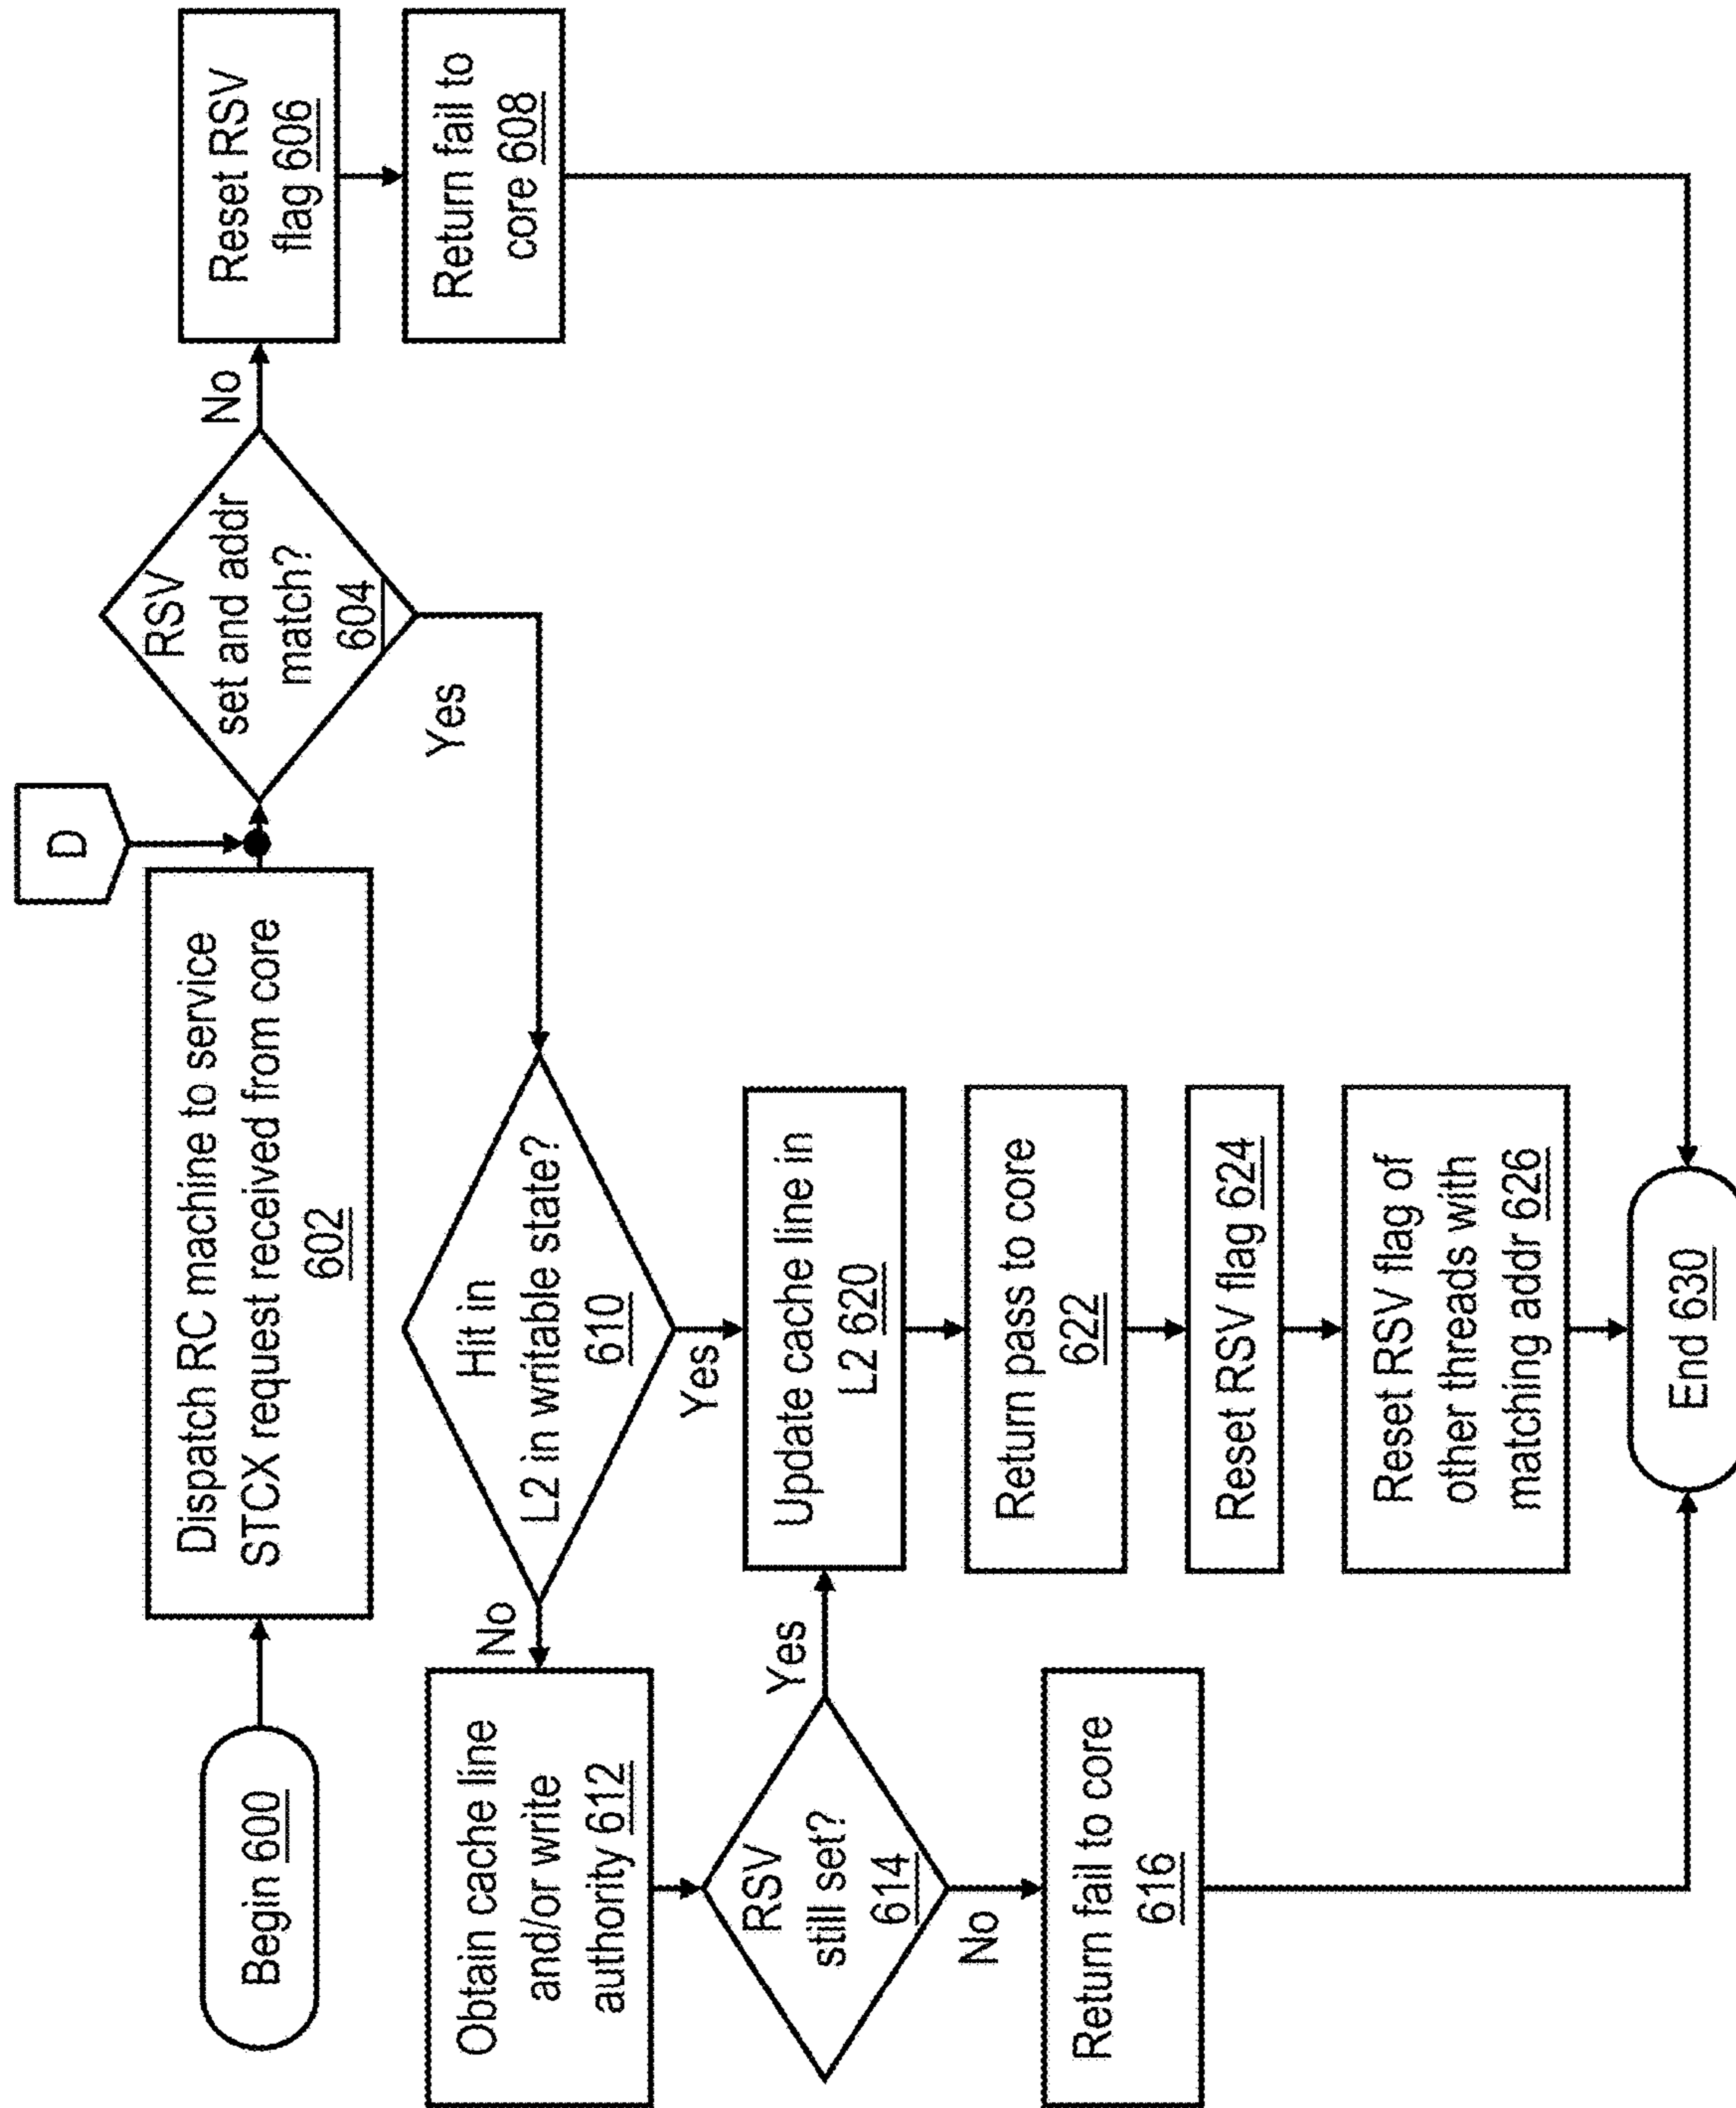 Begin 600
Dispatch RC machine to service
STCX request received from core
602
D
RSV
set and addr
match?
604
No
Reset RSV
flag 606
Return fail to
core 608
Yes
Hit in
L2 in writable state?
610
No
Obtain cache line
and/or write
authority 612
Yes
RSV
still set?
614
Yes
Update cache line in
L2 620
No
Return fail to core
616
Return pass to core
622
Reset RSV flag 624
Reset RSV flag of
other threads with
matching addr 626
End 630